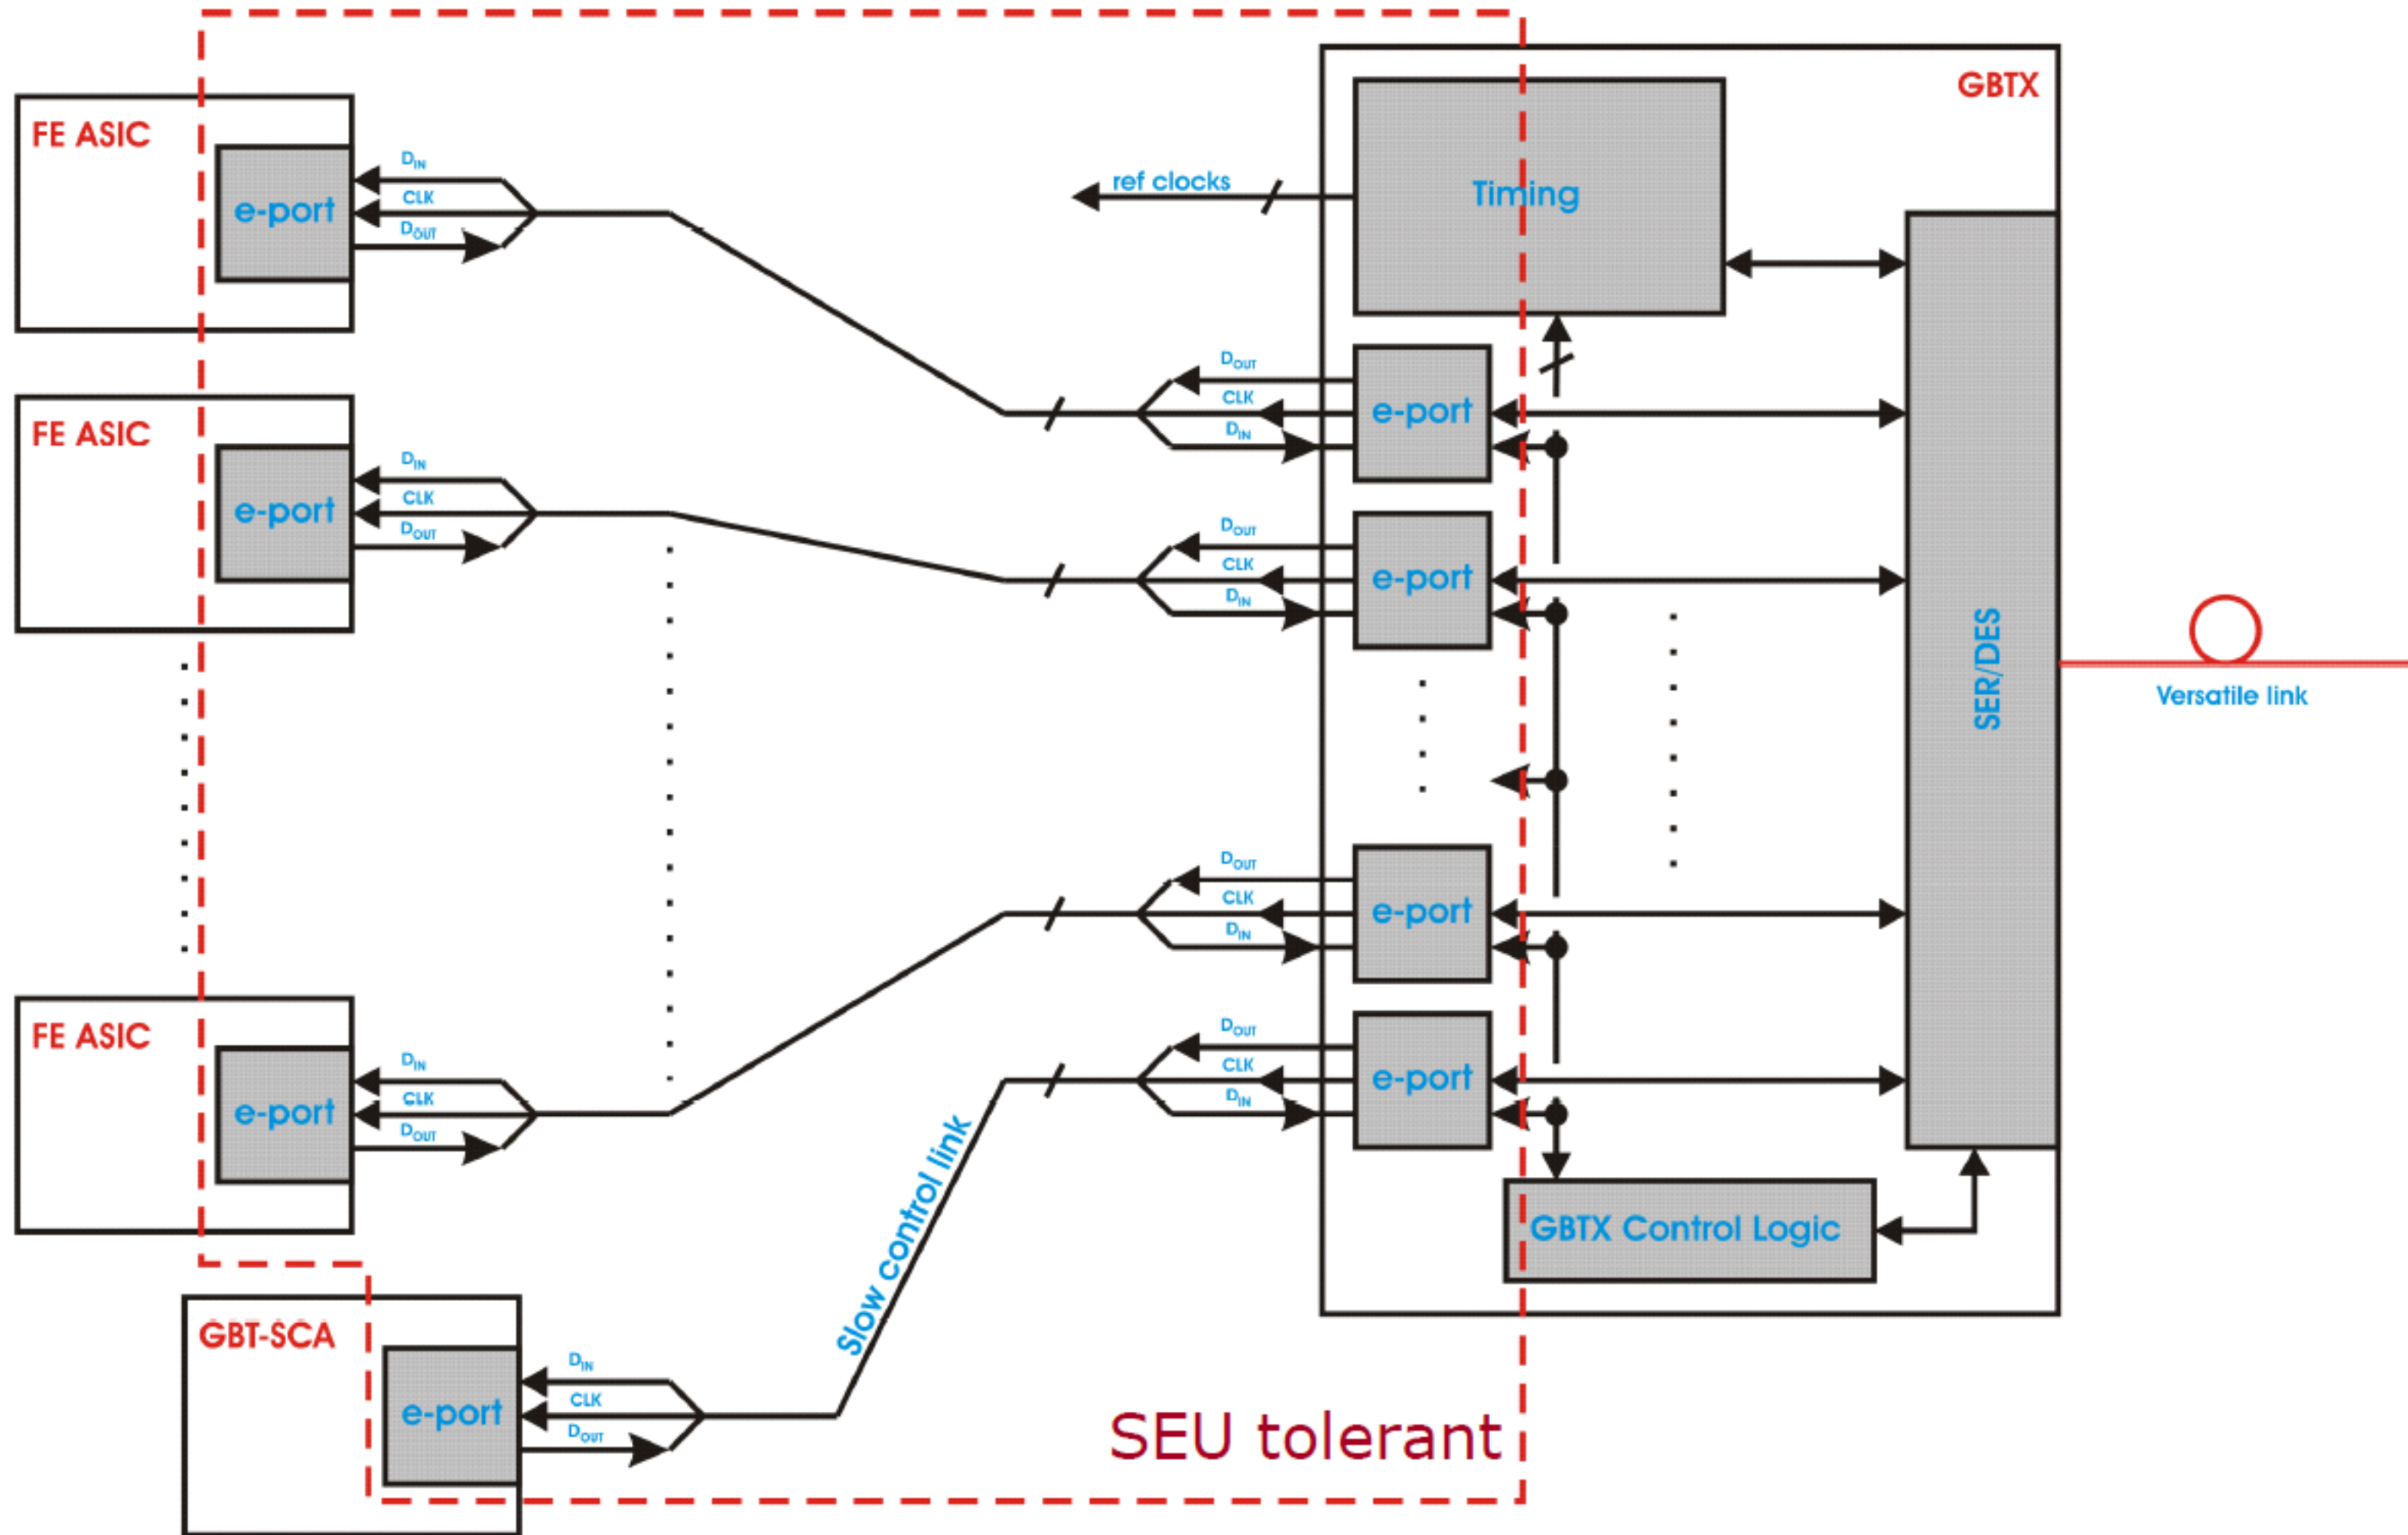 FE ASIC
e-port
DIN
CLK
DOUT
FE ASIC
e-port
DIN
CLK
DOUT
FE ASIC
e-port
DIN
CLK
DOUT
GBT-SCA
e-port
DIN
CLK
DOUT
Slow control link
SEU tolerant
ref clocks
GBTX
Timing
DOUT
CLK
DIN
e-port
DOUT
CLK
DIN
e-port
DOUT
CLK
DIN
e-port
DOUT
CLK
DIN
e-port
GBTX Control Logic
SER/DES
Versatile link